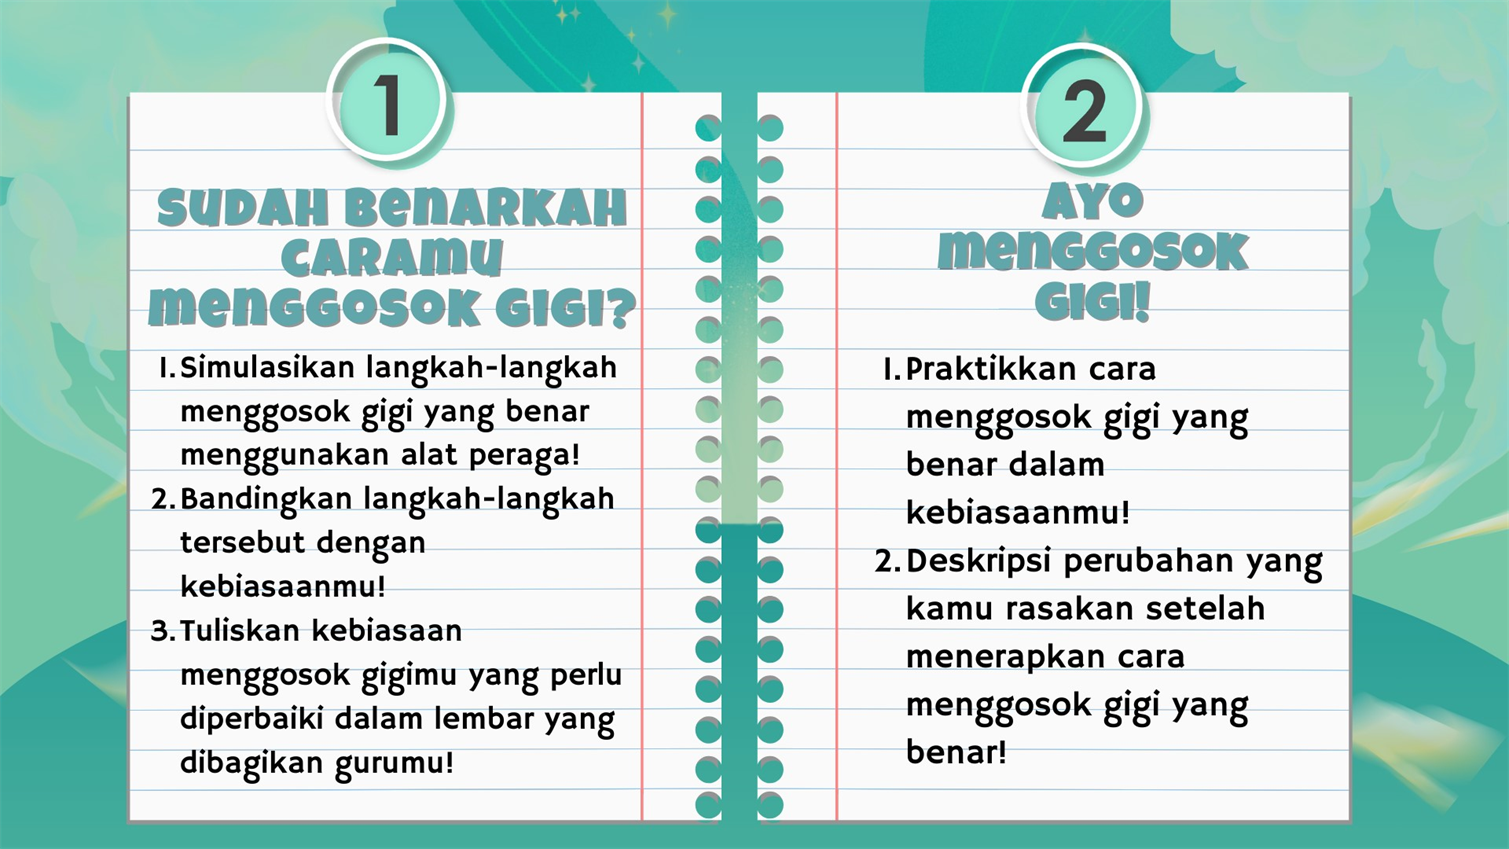 1
SUDAH BENARKAH
CARAMU
MENGGOSOK GIGI?
1. Simulasikan langkah-langkah
menggosok gigi yang benar
menggunakan alat peraga!
2. Bandingkan langkah-langkah
tersebut dengan
kebiasaanmu!
3. Tuliskan kebiasaan
menggosok gigimu yang perlu
diperbaiki dalam lembar yang
dibagikan gurumu!
2
AYO
MENGGOSOK
GIGI!
1. Praktikkan cara
menggosok gigi yang
benar dalam
kebiasaanmu!
2. Deskripsi perubahan yang
kamu rasakan setelah
menerapkan cara
menggosok gigi yang
benar!